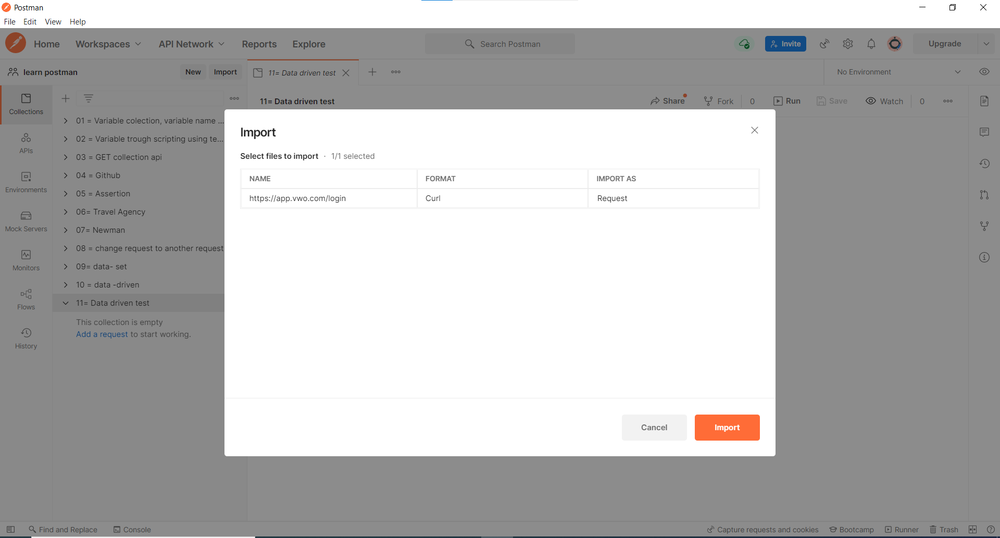 Postman
File Edit View Help
Home Workspaces API Network Reports Explore Search Postman Invite Upgrade
learn postman New Import 11= Data driven test No Environment
11= Data driven test Share Fork 0 Run Save Watch 0
Collections
APIs
Environments
Mock Servers
Monitors
Flows
History
01 = Variable colection, variable name ...
02 = Variable trough scripting using te...
03 = GET collection api
04 = Github
05 = Assertion
06= Travel Agency
07= Newman
08 = change request to another request
09= data- set
10 = data -driven
11= Data driven test
This collection is empty
Add a request to start working.
Import
Select files to import · 1/1 selected
NAME FORMAT IMPORT AS
https://app.vwo.com/login Curl Request
Cancel Import
Find and Replace Console Capture requests and cookies Bootcamp Runner Trash